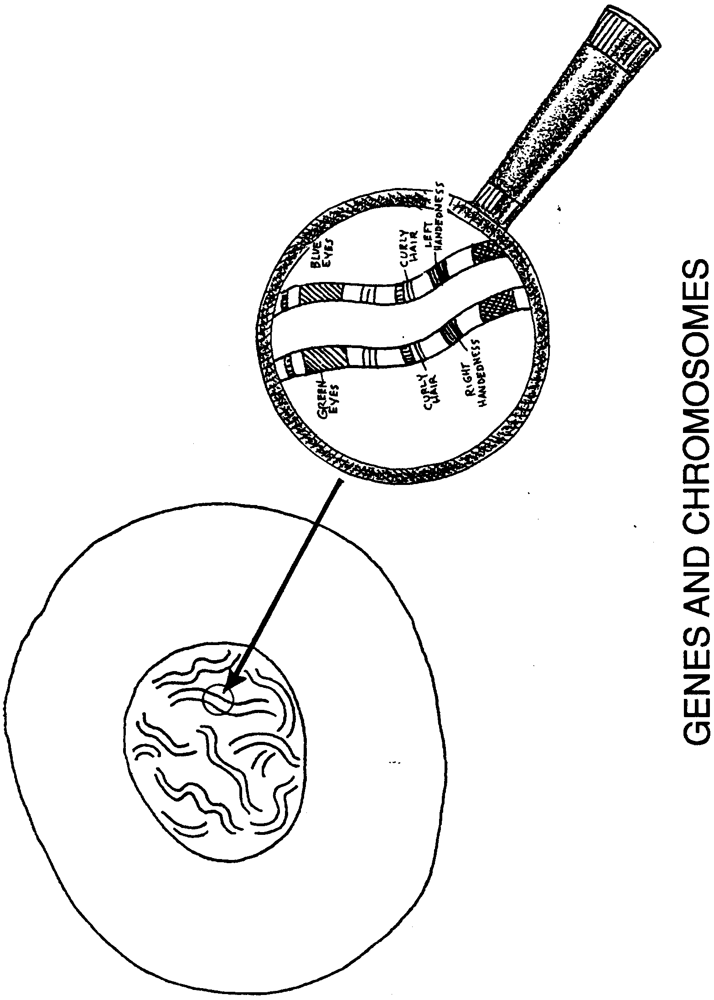 BLUE
EYES
CURLY
HAIR
LEFT
HANDEDNESS
GREEN
EYES
CURLY
HAIR
RIGHT
HANDEDNESS
GENES AND CHROMOSOMES